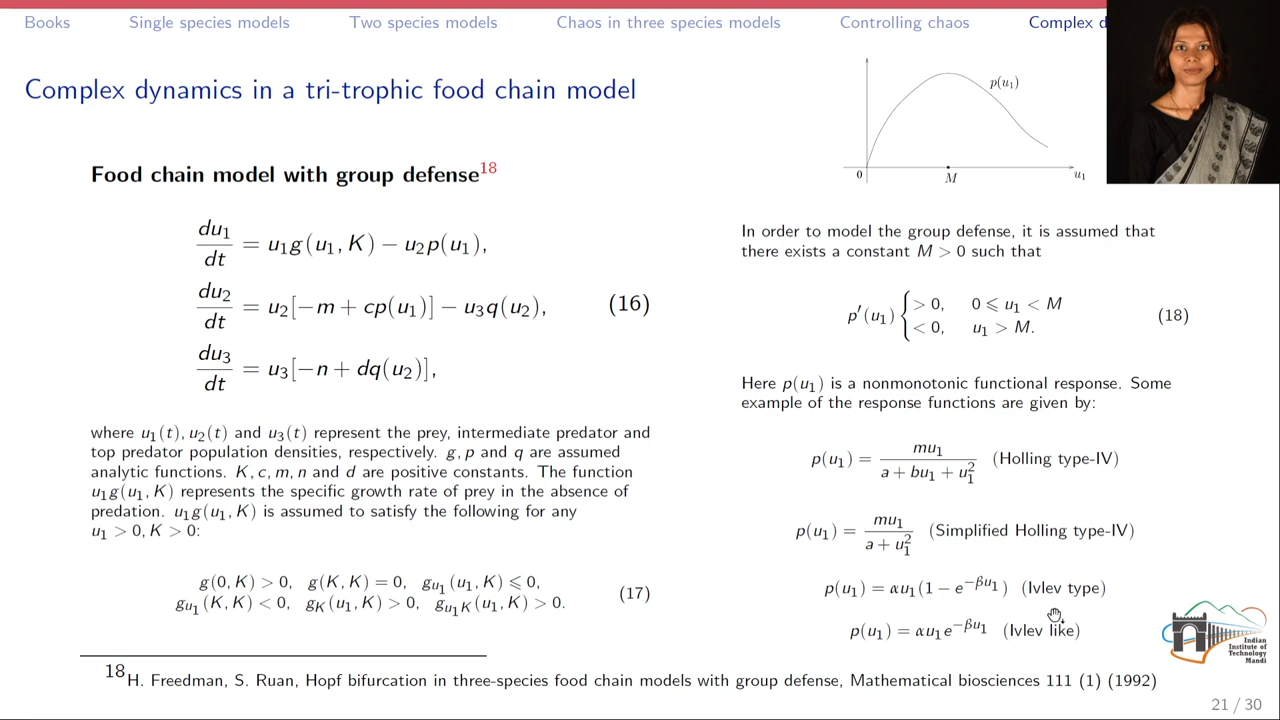 Books Single species models Two species models Chaos in three species models Controlling chaos Complex d
Complex dynamics in a tri-trophic food chain model
Food chain model with group defense18
du1/dt = u1g(u1, K) − u2p(u1),
du2/dt = u2[−m + cp(u1)] − u3q(u2), (16)
du3/dt = u3[−n + dq(u2)],
where u1(t), u2(t) and u3(t) represent the prey, intermediate predator and
top predator population densities, respectively. g, p and q are assumed
analytic functions. K, c, m, n and d are positive constants. The function
u1g(u1, K) represents the specific growth rate of prey in the absence of
predation. u1g(u1, K) is assumed to satisfy the following for any
u1 > 0, K > 0:
g(0, K) > 0, g(K, K) = 0, gu1(u1, K) ⩽ 0,
gu1(K, K) < 0, gK(u1, K) > 0, gu1K(u1, K) > 0. (17)
p(u1)
0 M u1
In order to model the group defense, it is assumed that
there exists a constant M > 0 such that
p′(u1) { > 0, 0 ⩽ u1 < M
< 0, u1 > M. (18)
Here p(u1) is a nonmonotonic functional response. Some
example of the response functions are given by:
p(u1) = mu1/(a + bu1 + u1²) (Holling type-IV)
p(u1) = mu1/(a + u1²) (Simplified Holling type-IV)
p(u1) = αu1(1 − e^−βu1) (Ivlev type)
p(u1) = αu1e^−βu1 (Ivlev like)
Indian
Institute of
Technology
Mandi
18H. Freedman, S. Ruan, Hopf bifurcation in three-species food chain models with group defense, Mathematical biosciences 111 (1) (1992)
21 / 30